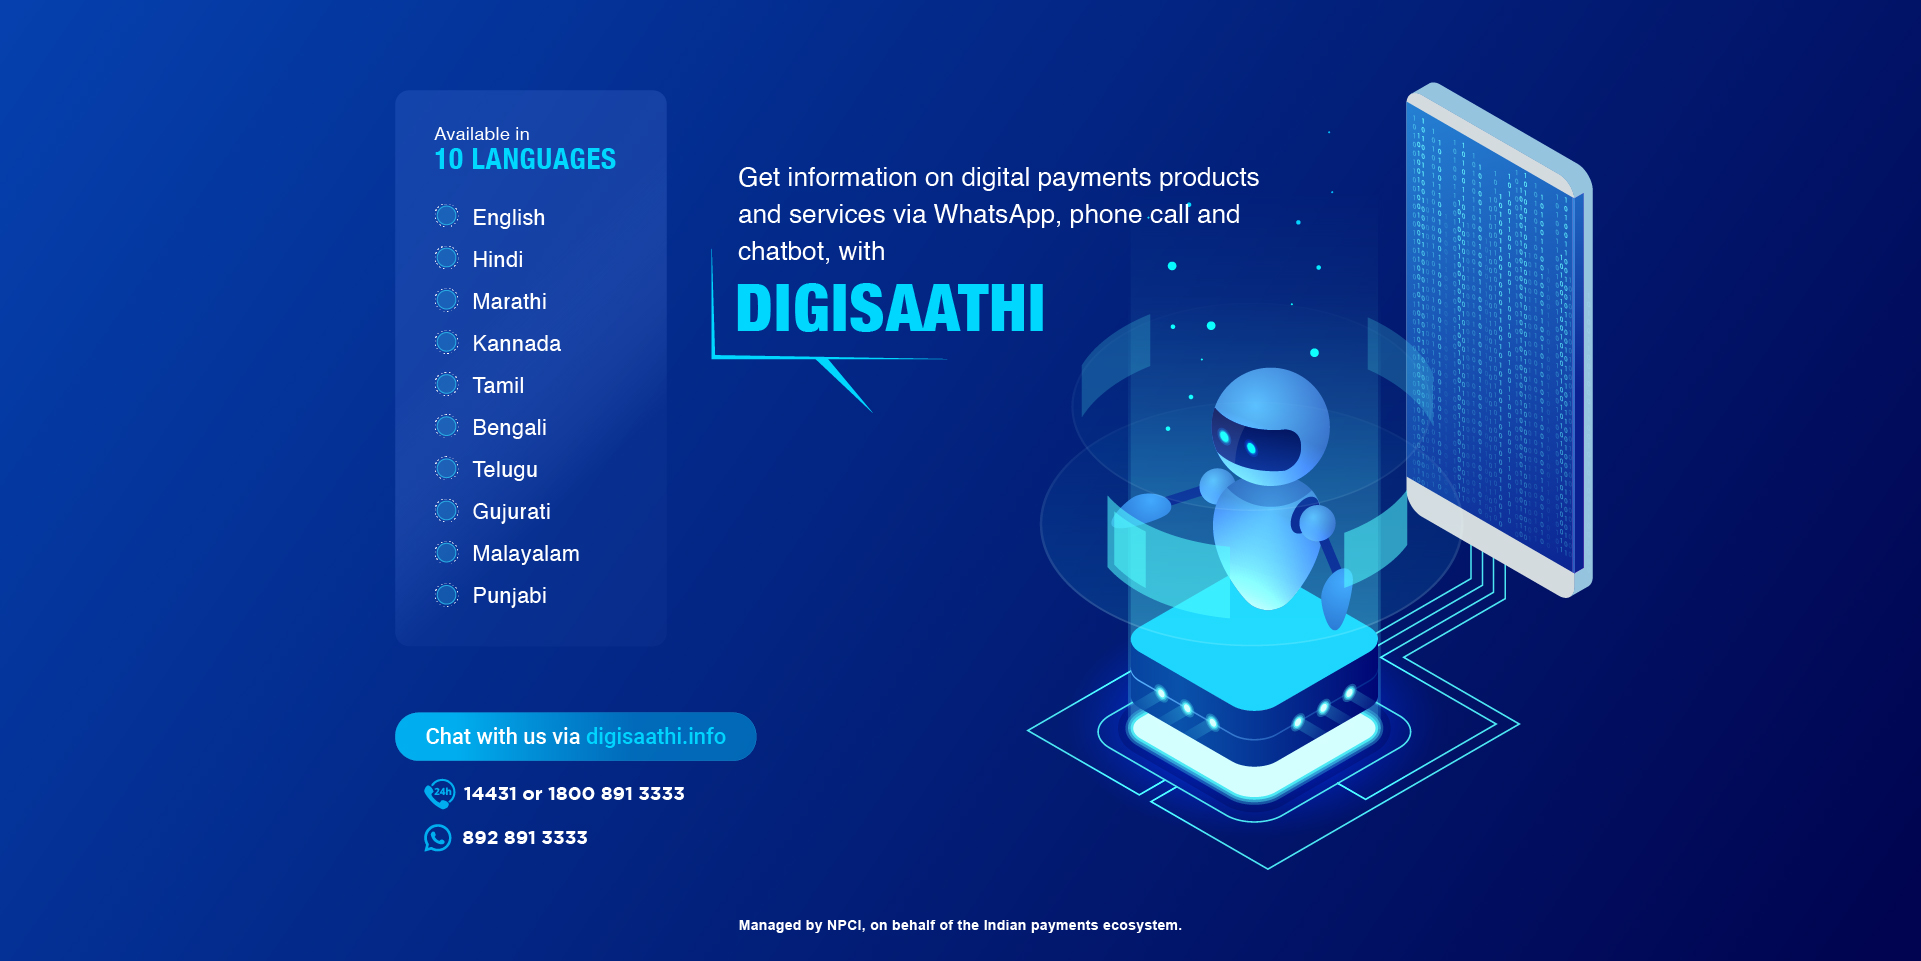 Available in
10 LANGUAGES
English
Hindi
Marathi
Kannada
Tamil
Bengali
Telugu
Gujurati
Malayalam
Punjabi
Get information on digital payments products
and services via WhatsApp, phone call and
chatbot, with
DIGISAATHI
Chat with us via digisaathi.info
24h 14431 or 1800 891 3333
892 891 3333
Managed by NPCI, on behalf of the Indian payments ecosystem.